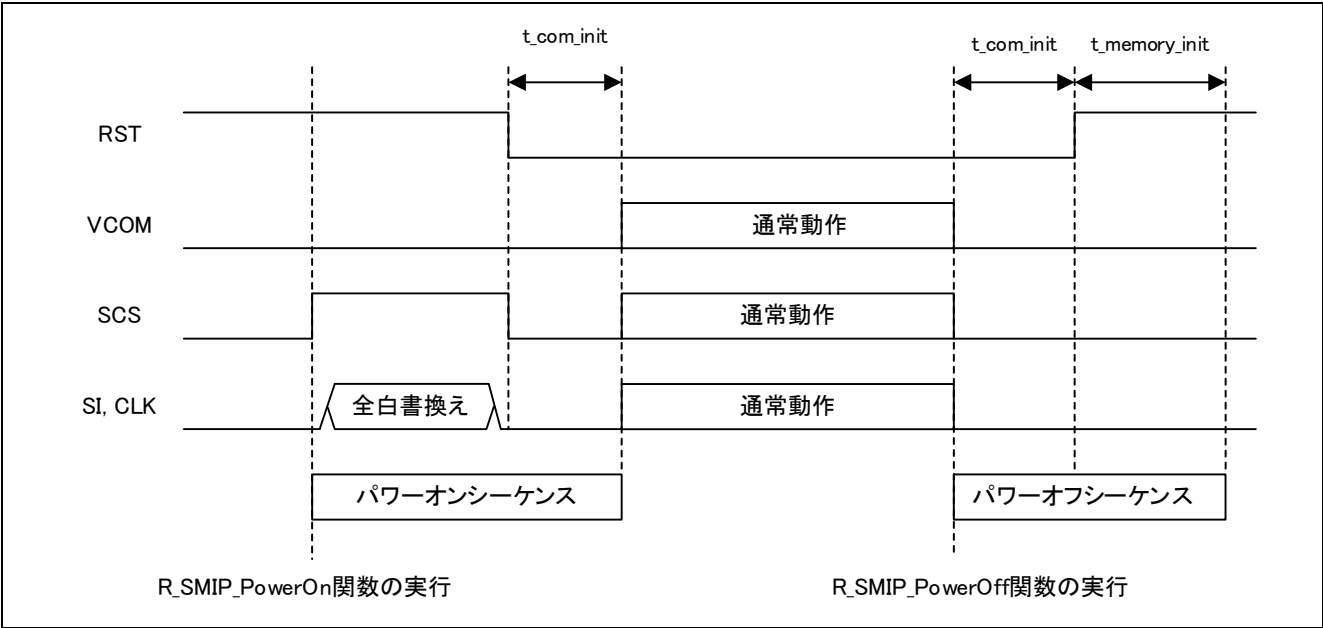 t_com_init
t_com_init
t_memory_init
RST
VCOM
通常動作
SCS
通常動作
SI, CLK
全白書換え
通常動作
パワーオンシーケンス
パワーオフシーケンス
R_SMIP_PowerOn関数の実行
R_SMIP_PowerOff関数の実行